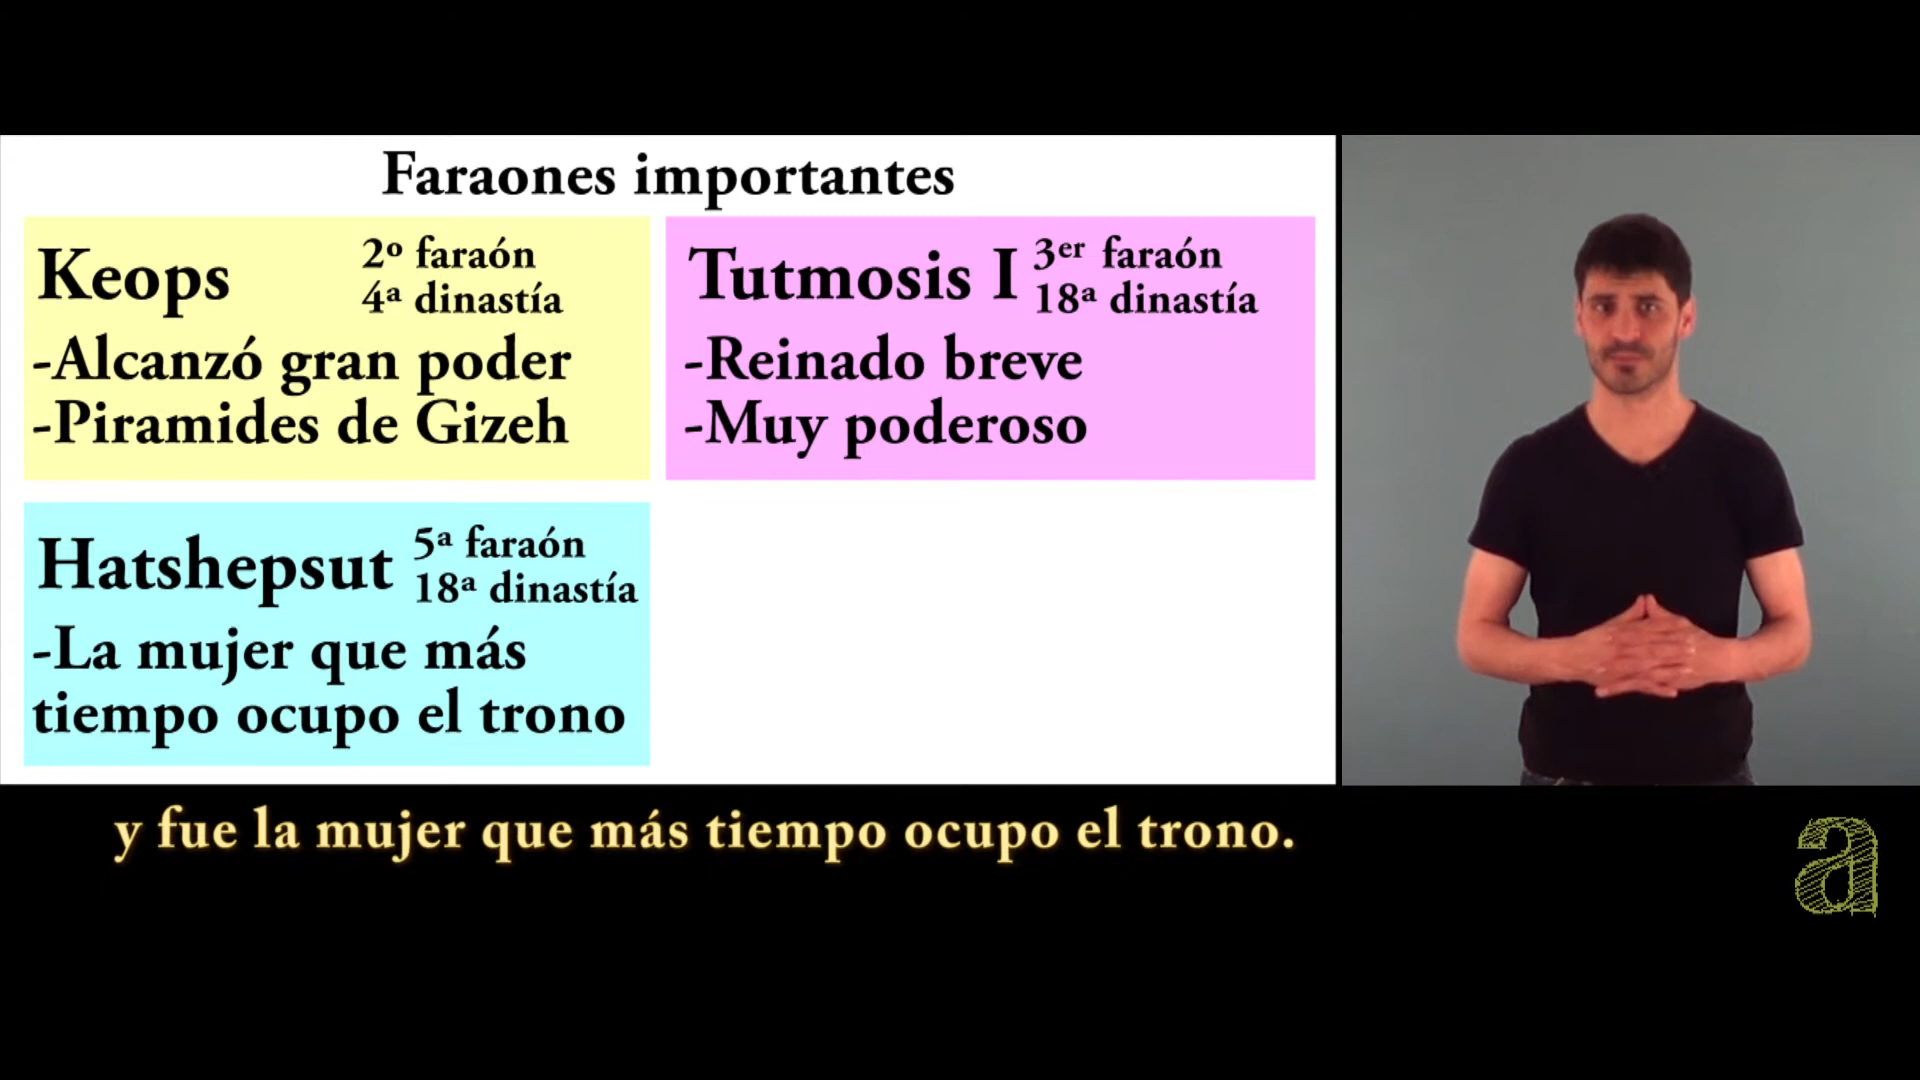 Faraones importantes
Keops
2º faraón
4ª dinastía
-Alcanzó gran poder
-Piramides de Gizeh
Tutmosis I
3er faraón
18ª dinastía
-Reinado breve
-Muy poderoso
Hatshepsut
5ª faraón
18ª dinastía
-La mujer que más
tiempo ocupo el trono
y fue la mujer que más tiempo ocupo el trono.
a